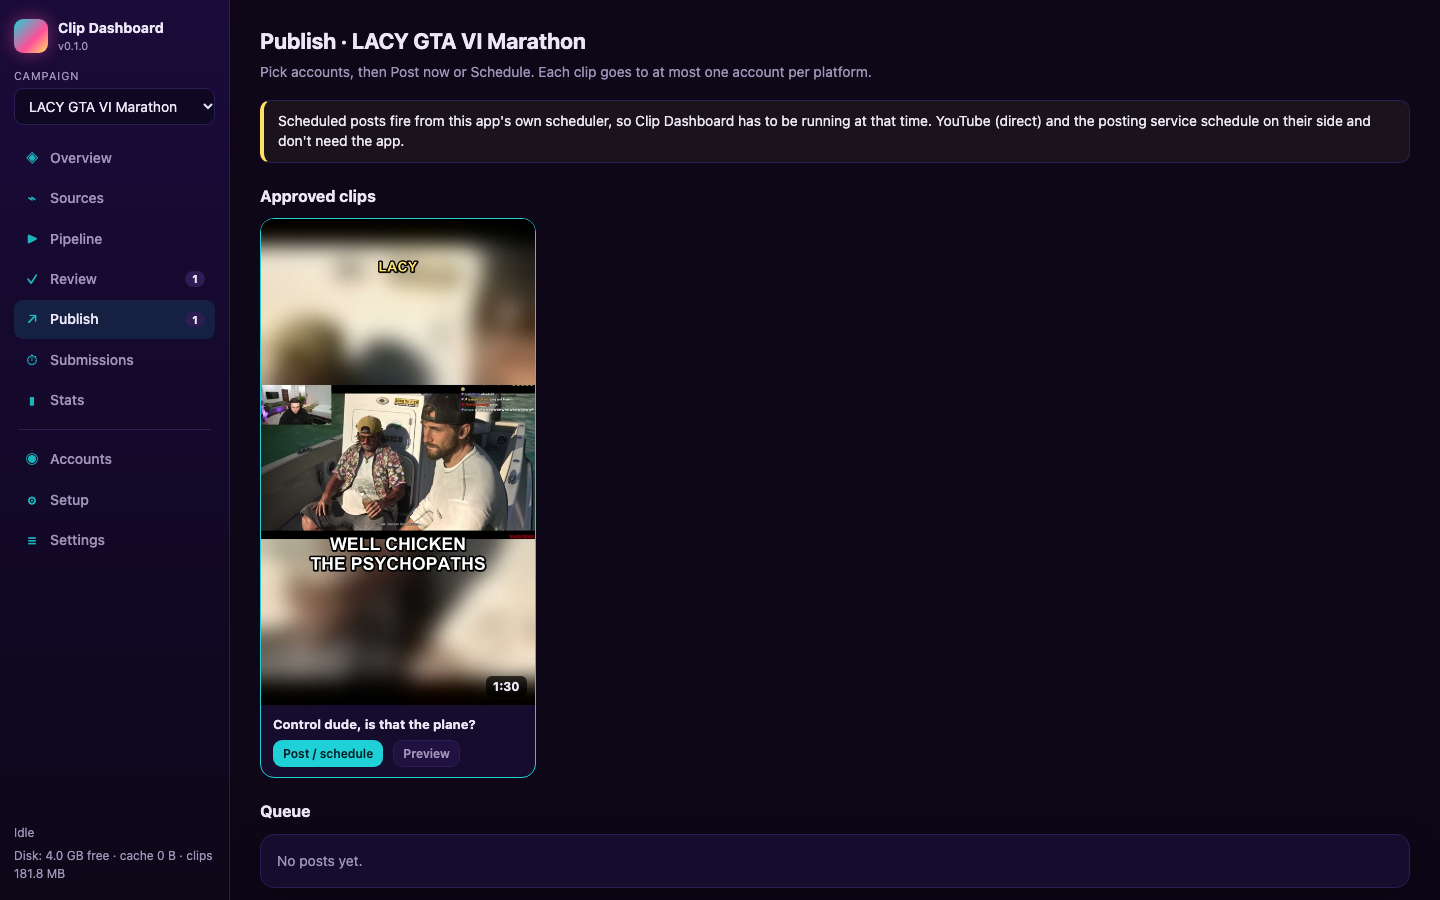 Clip Dashboard
v0.1.0
CAMPAIGN
LACY GTA VI Marathon
Overview
Sources
Pipeline
Review 1
Publish 1
Submissions
Stats
Accounts
Setup
Settings
Idle
Disk: 4.0 GB free · cache 0 B · clips
181.8 MB
Publish · LACY GTA VI Marathon
Pick accounts, then Post now or Schedule. Each clip goes to at most one account per platform.
Scheduled posts fire from this app's own scheduler, so Clip Dashboard has to be running at that time. YouTube (direct) and the posting service schedule on their side and
don't need the app.
Approved clips
LACY
WELL CHICKEN
THE PSYCHOPATHS
1:30
Control dude, is that the plane?
Post / schedule
Preview
Queue
No posts yet.